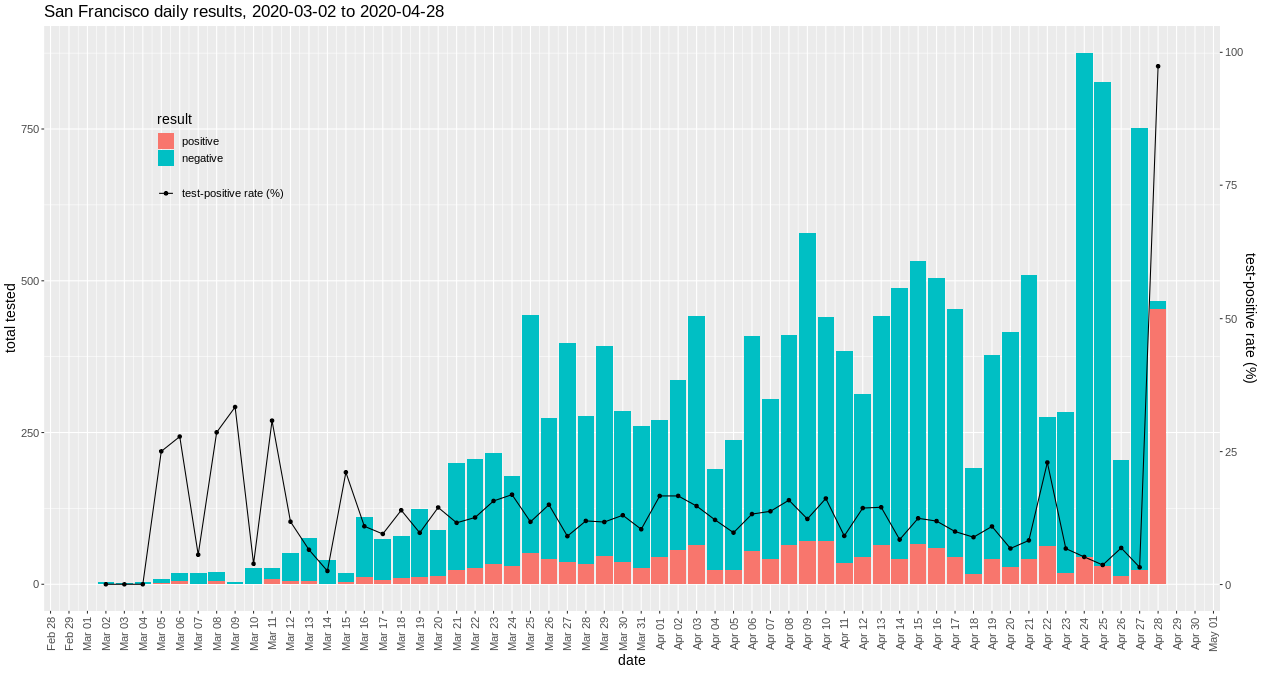 San Francisco daily results, 2020-03-02 to 2020-04-28
result
positive
negative
test-positive rate (%)
total tested
750
500
250
0
100
75
50
25
0
test-positive rate (%)
Feb 28
Feb 29
Mar 01
Mar 02
Mar 03
Mar 04
Mar 05
Mar 06
Mar 07
Mar 08
Mar 09
Mar 10
Mar 11
Mar 12
Mar 13
Mar 14
Mar 15
Mar 16
Mar 17
Mar 18
Mar 19
Mar 20
Mar 21
Mar 22
Mar 23
Mar 24
Mar 25
Mar 26
Mar 27
Mar 28
Mar 29
Mar 30
Mar 31
Apr 01
Apr 02
Apr 03
Apr 04
Apr 05
Apr 06
Apr 07
Apr 08
Apr 09
Apr 10
Apr 11
Apr 12
Apr 13
Apr 14
Apr 15
Apr 16
Apr 17
Apr 18
Apr 19
Apr 20
Apr 21
Apr 22
Apr 23
Apr 24
Apr 25
Apr 26
Apr 27
Apr 28
Apr 29
Apr 30
May 01
date